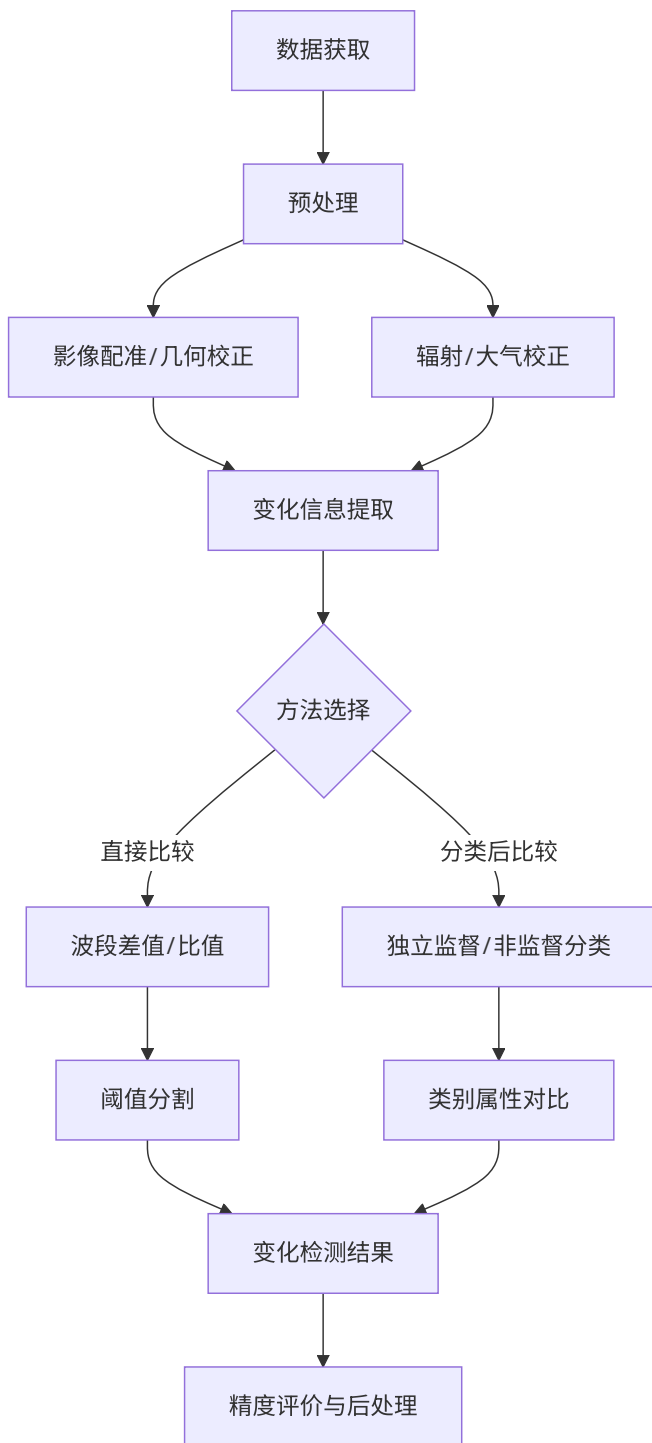 数据获取
预处理
影像配准/几何校正
辐射/大气校正
变化信息提取
方法选择
直接比较
分类后比较
波段差值/比值
独立监督/非监督分类
阈值分割
类别属性对比
变化检测结果
精度评价与后处理